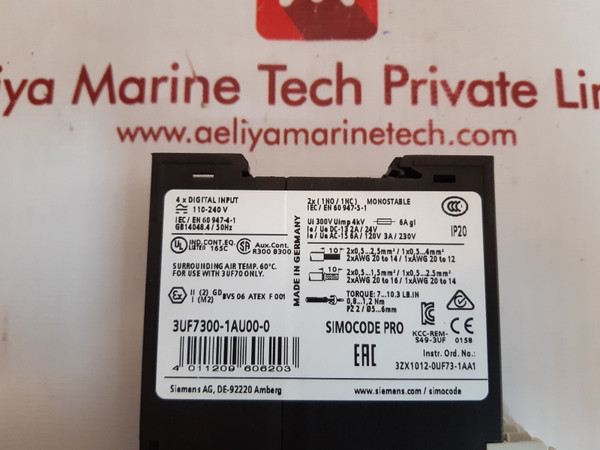 iya Marine Tech Private Lim
www.aeliyamarinetech.com
4 x DIGITAL INPUT
110-240 V
IEC/ EN 60 947-4-1
GB14048.4 / 50Hz
IND.CONT.EQ.
LISTED 165C
Aux.Cont.
R300 B300
SURROUNDING AIR TEMP. 60°C.
FOR USE WITH 3UF70 ONLY.
II (2) GD
I (M2)
BVS 06 ATEX F 001
3UF7300-1AU00-0
4 011209 606203
Siemens AG, DE-92220 Amberg
MADE IN GERMANY
2x (1NO / 1NC) MONOSTABLE
IEC / EN 60 947-5-1
Ui 300V Uimp 4kV 6A gl
Ie / Ue DC-13 2A / 24V
Ie / Ue AC-15 6A / 120V 3A / 230V
CCC
IP20
10 2x0,5...2,5mm² / 1x0,5...4mm²
2xAWG 20 to 14 / 1xAWG 20 to 12
10 2x0,5...1,5mm² / 1x0,5...2,5mm²
2xAWG 20 to 16 / 1xAWG 20 to 14
TORQUE: 7...10.3 LB.IN
0,8...1,2 Nm
PZ 2 / Ø5...6mm
SIMOCODE PRO
KCC-REM-
S49-3UF
0158
EAC
Instr. Ord. No.:
3ZX1012-0UF73-1AA1
www.siemens.com / simocode